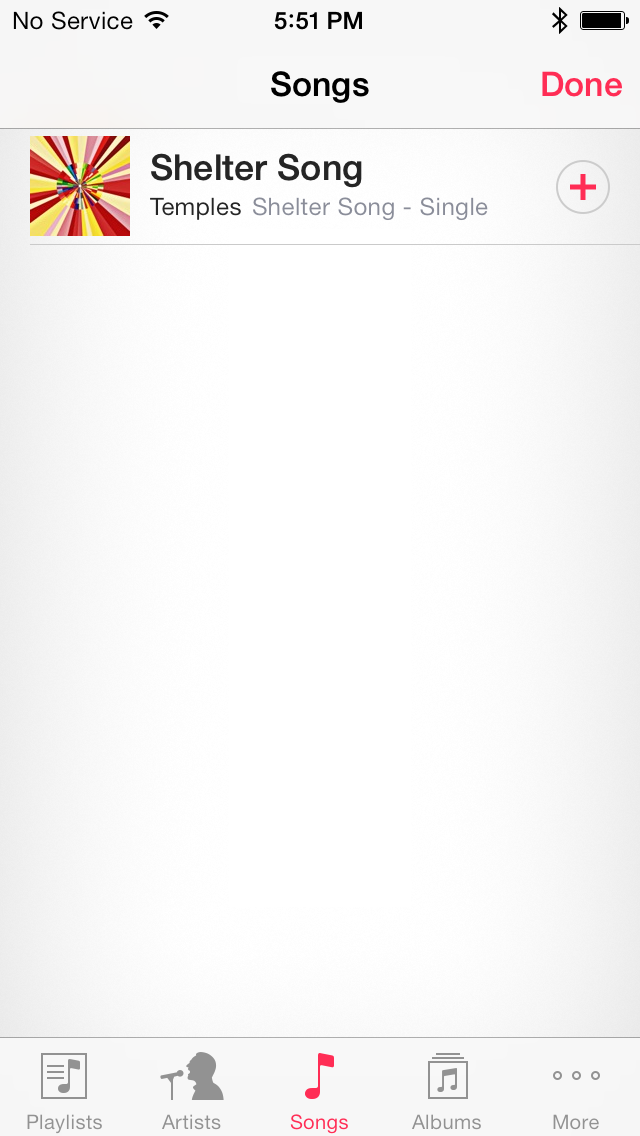 No Service 5:51 PM
Songs Done
Shelter Song
Temples Shelter Song - Single
Playlists Artists Songs Albums More